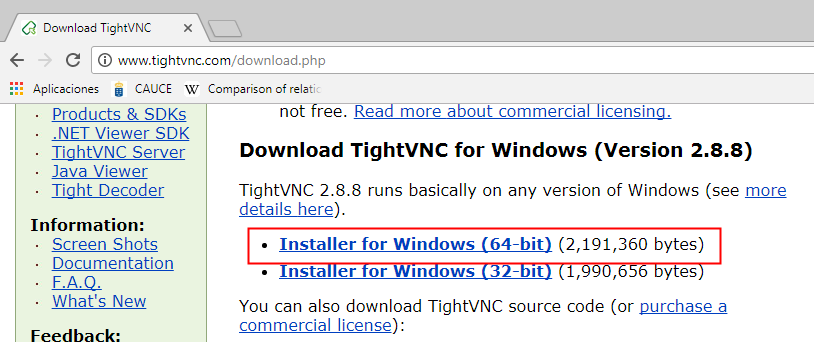 Download TightVNC
www.tightvnc.com/download.php
Aplicaciones CAUCE W Comparison of relatio
Products & SDKs
.NET Viewer SDK
TightVNC Server
Java Viewer
Tight Decoder
Information:
Screen Shots
Documentation
F.A.Q.
What's New
Feedback:
not free. Read more about commercial licensing.
Download TightVNC for Windows (Version 2.8.8)
TightVNC 2.8.8 runs basically on any version of Windows (see more
details here).
• Installer for Windows (64-bit) (2,191,360 bytes)
• Installer for Windows (32-bit) (1,990,656 bytes)
You can also download TightVNC source code (or purchase a
commercial license):